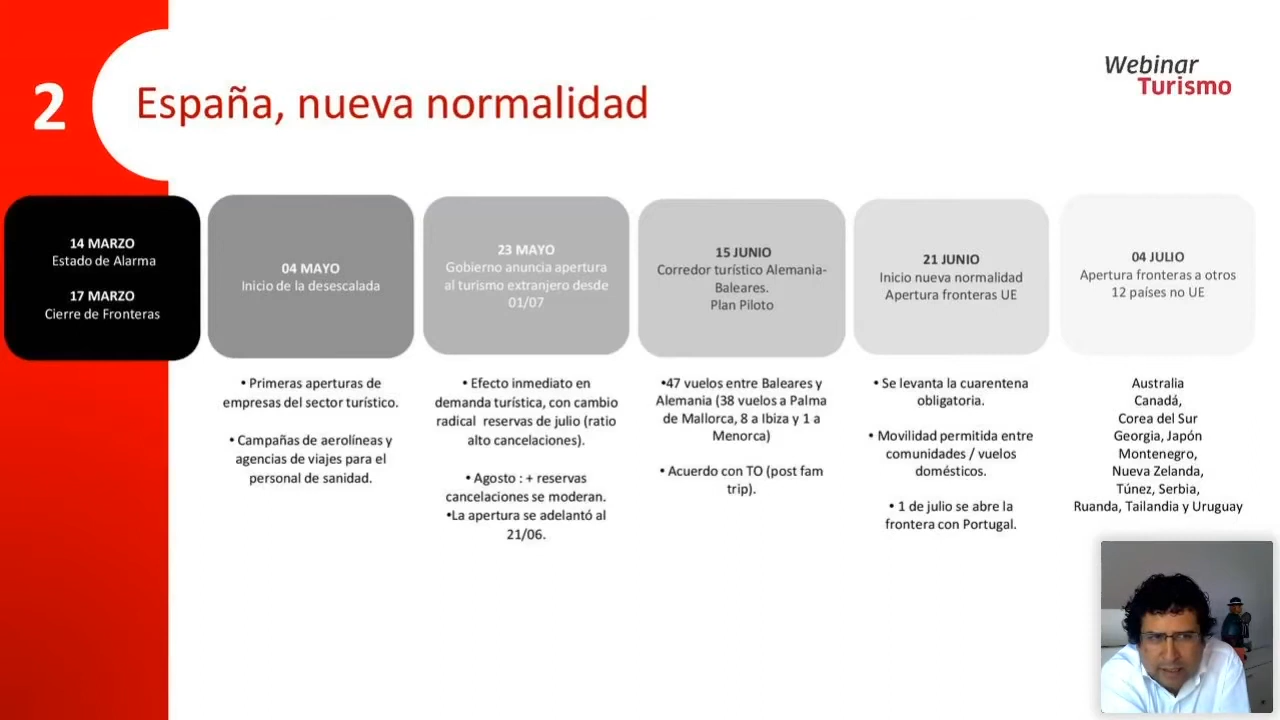 2
España, nueva normalidad
Webinar
Turismo
14 MARZO
Estado de Alarma
17 MARZO
Cierre de Fronteras
04 MAYO
Inicio de la desescalada
23 MAYO
Gobierno anuncia apertura
al turismo extranjero desde
01/07
15 JUNIO
Corredor turístico Alemania-
Baleares.
Plan Piloto
21 JUNIO
Inicio nueva normalidad
Apertura fronteras UE
04 JULIO
Apertura fronteras a otros
12 países no UE
• Primeras aperturas de
empresas del sector turístico.
• Campañas de aerolíneas y
agencias de viajes para el
personal de sanidad.
• Efecto inmediato en
demanda turística, con cambio
radical reservas de julio (ratio
alto cancelaciones).
• Agosto : + reservas
cancelaciones se moderan.
•La apertura se adelantó al
21/06.
•47 vuelos entre Baleares y
Alemania (38 vuelos a Palma
de Mallorca, 8 a Ibiza y 1 a
Menorca)
• Acuerdo con TO (post fam
trip).
• Se levanta la cuarentena
obligatoria.
• Movilidad permitida entre
comunidades / vuelos
domésticos.
• 1 de julio se abre la
frontera con Portugal.
Australia
Canadá,
Corea del Sur
Georgia, Japón
Montenegro,
Nueva Zelanda,
Túnez, Serbia,
Ruanda, Tailandia y Uruguay